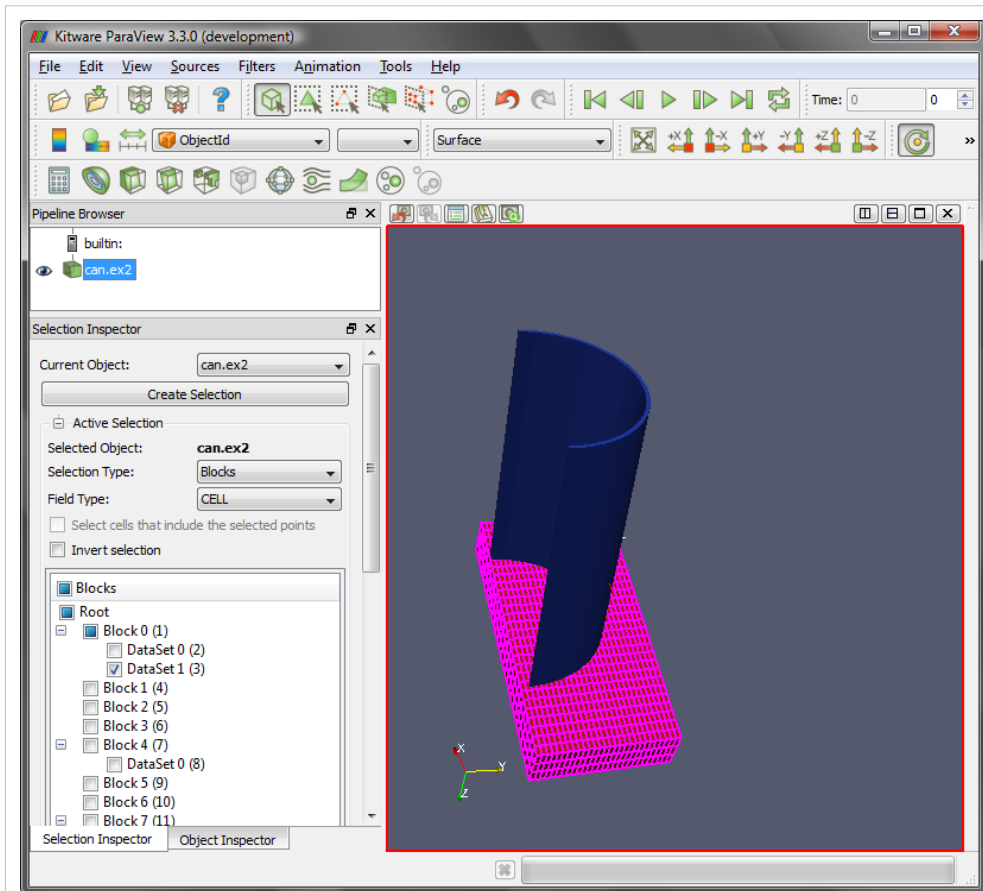 Kitware ParaView 3.3.0 (development)
File Edit View Sources Filters Animation Tools Help
Time: 0 0
ObjectId Surface +X -X +Y -Y +Z -Z »
Pipeline Browser
builtin:
can.ex2
Selection Inspector
Current Object: can.ex2
Create Selection
Active Selection
Selected Object: can.ex2
Selection Type: Blocks
Field Type: CELL
Select cells that include the selected points
Invert selection
Blocks
Root
Block 0 (1)
DataSet 0 (2)
DataSet 1 (3)
Block 1 (4)
Block 2 (5)
Block 3 (6)
Block 4 (7)
DataSet 0 (8)
Block 5 (9)
Block 6 (10)
Block 7 (11)
X
Y
Z
Selection Inspector Object Inspector